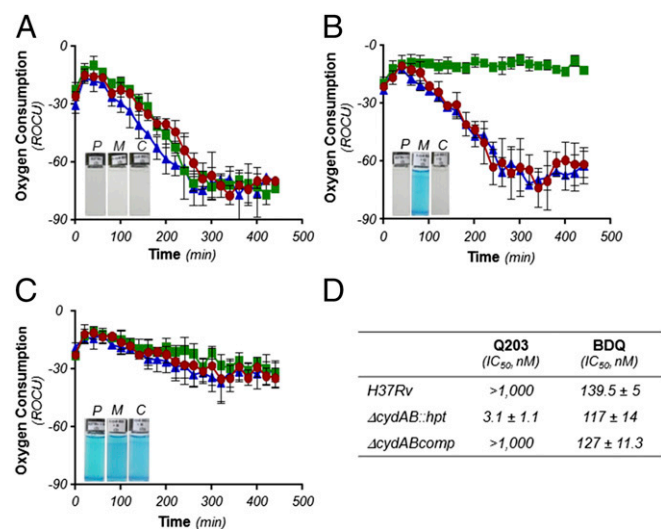 A
B
-0
-30
-60
-90
Oxygen Consumption
(ROCU)
P M C
0 100 200 300 400 500
Time (min)
-0
-30
-60
-90
Oxygen Consumption
(ROCU)
P M C
0 100 200 300 400 500
Time (min)
C
D
-0
-30
-60
-90
Oxygen Consumption
(ROCU)
P M C
0 100 200 300 400 500
Time (min)
Q203 BDQ
(IC50, nM) (IC50, nM)
H37Rv >1,000 139.5 ± 5
ΔcydAB::hpt 3.1 ± 1.1 117 ± 14
ΔcydABcomp >1,000 127 ± 11.3